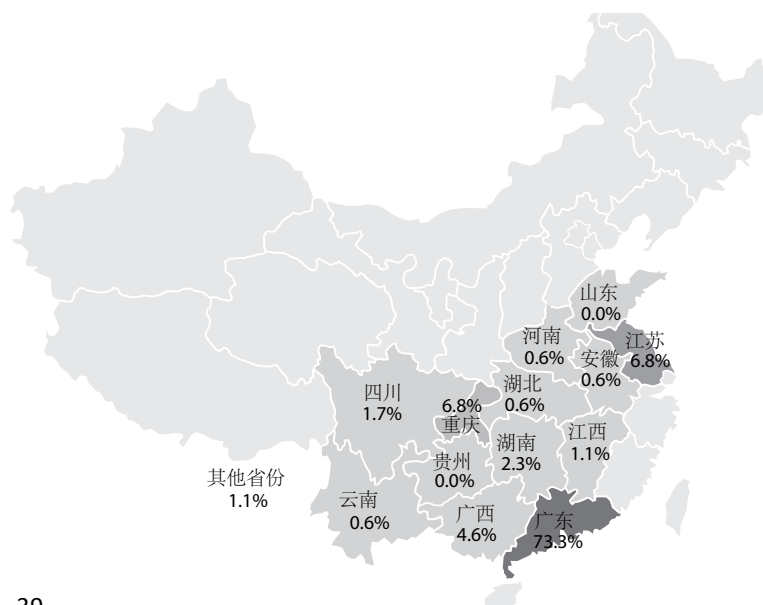 山东
0.0%
河南
0.6%
江苏
6.8%
安徽
0.6%
四川
1.7%
6.8%
重庆
湖北
0.6%
湖南
2.3%
江西
1.1%
贵州
0.0%
其他省份
1.1%
云南
0.6%
广西
4.6%
广东
73.3%